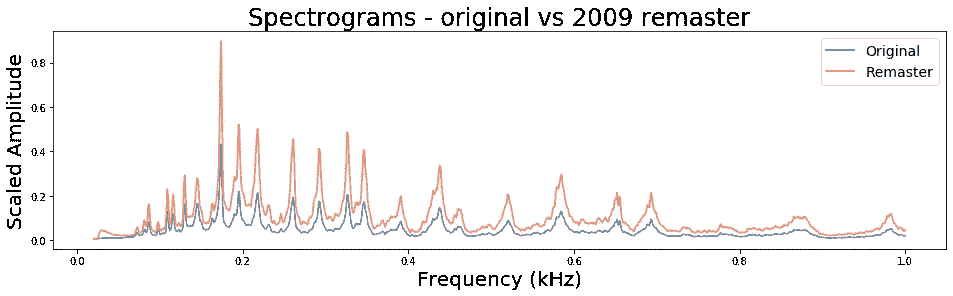 Spectrograms - original vs 2009 remaster
Original
Remaster
Scaled Amplitude
0.8
0.6
0.4
0.2
0.0
0.0 0.2 0.4 0.6 0.8 1.0
Frequency (kHz)